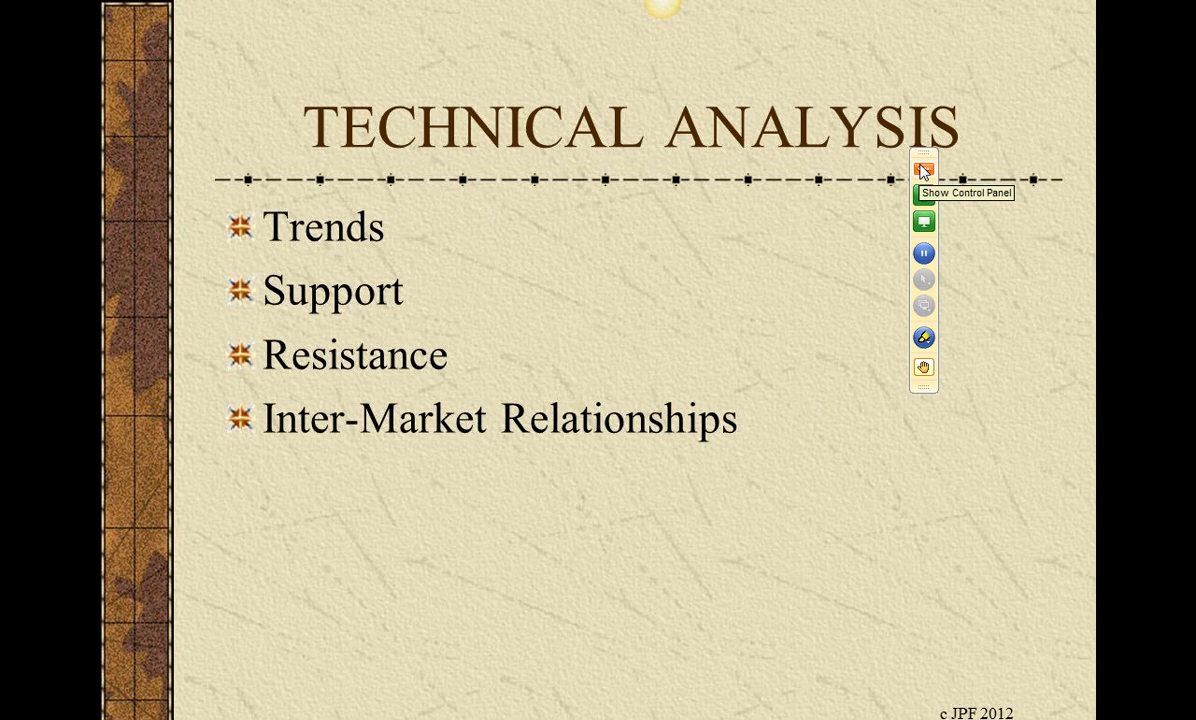 TECHNICAL ANALYSIS
Show Control Panel
Trends
Support
Resistance
Inter-Market Relationships
c JPF 2012